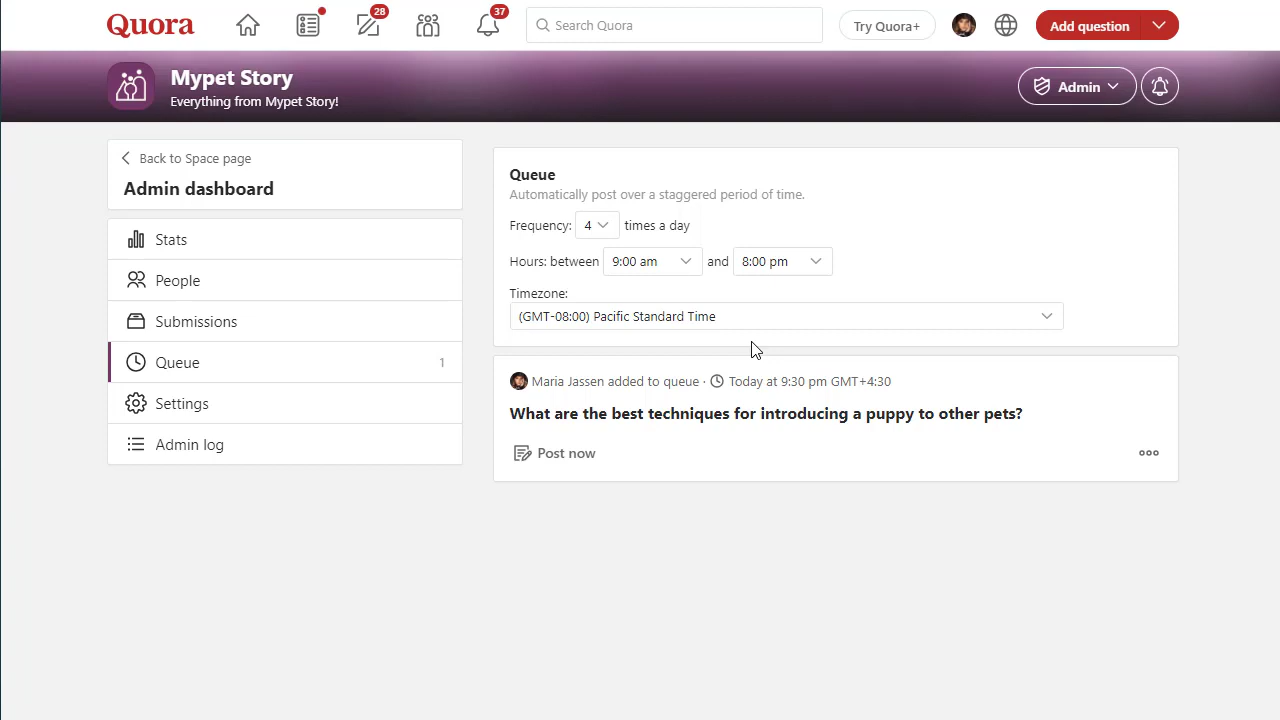 Quora
28
37
Search Quora
Try Quora+
Add question
Mypet Story
Everything from Mypet Story!
Admin
Back to Space page
Admin dashboard
Stats
People
Submissions
Queue 1
Settings
Admin log
Queue
Automatically post over a staggered period of time.
Frequency: 4 times a day
Hours: between 9:00 am and 8:00 pm
Timezone:
(GMT-08:00) Pacific Standard Time
Maria Jassen added to queue · Today at 9:30 pm GMT+4:30
What are the best techniques for introducing a puppy to other pets?
Post now